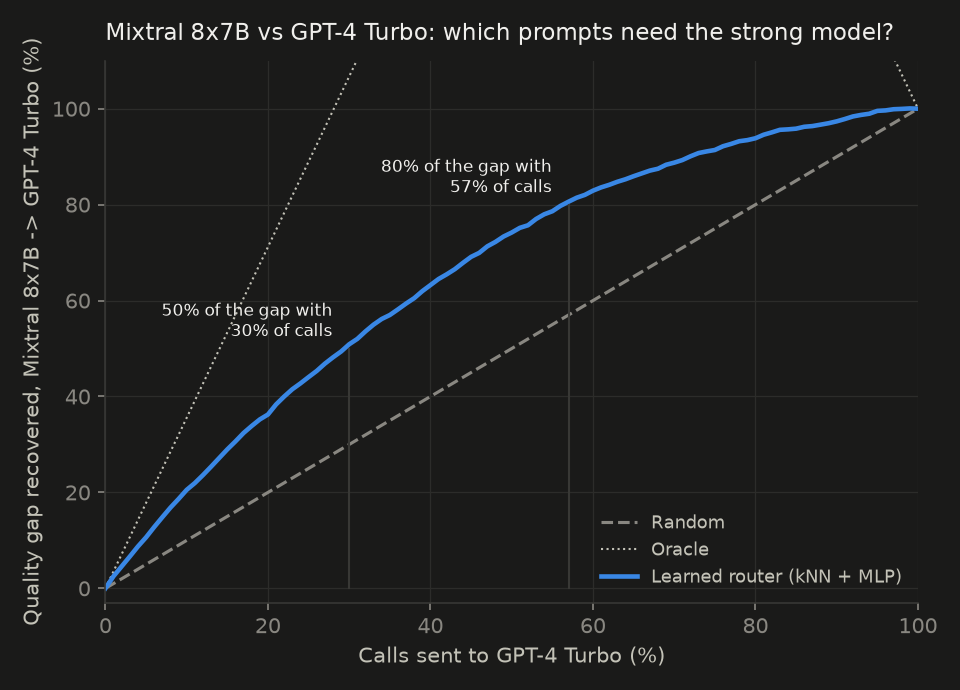 Mixtral 8x7B vs GPT-4 Turbo: which prompts need the strong model?
Quality gap recovered, Mixtral 8x7B -> GPT-4 Turbo (%)
100
80
60
40
20
0
80% of the gap with
57% of calls
50% of the gap with
30% of calls
Random
Oracle
Learned router (kNN + MLP)
0
20
40
60
80
100
Calls sent to GPT-4 Turbo (%)